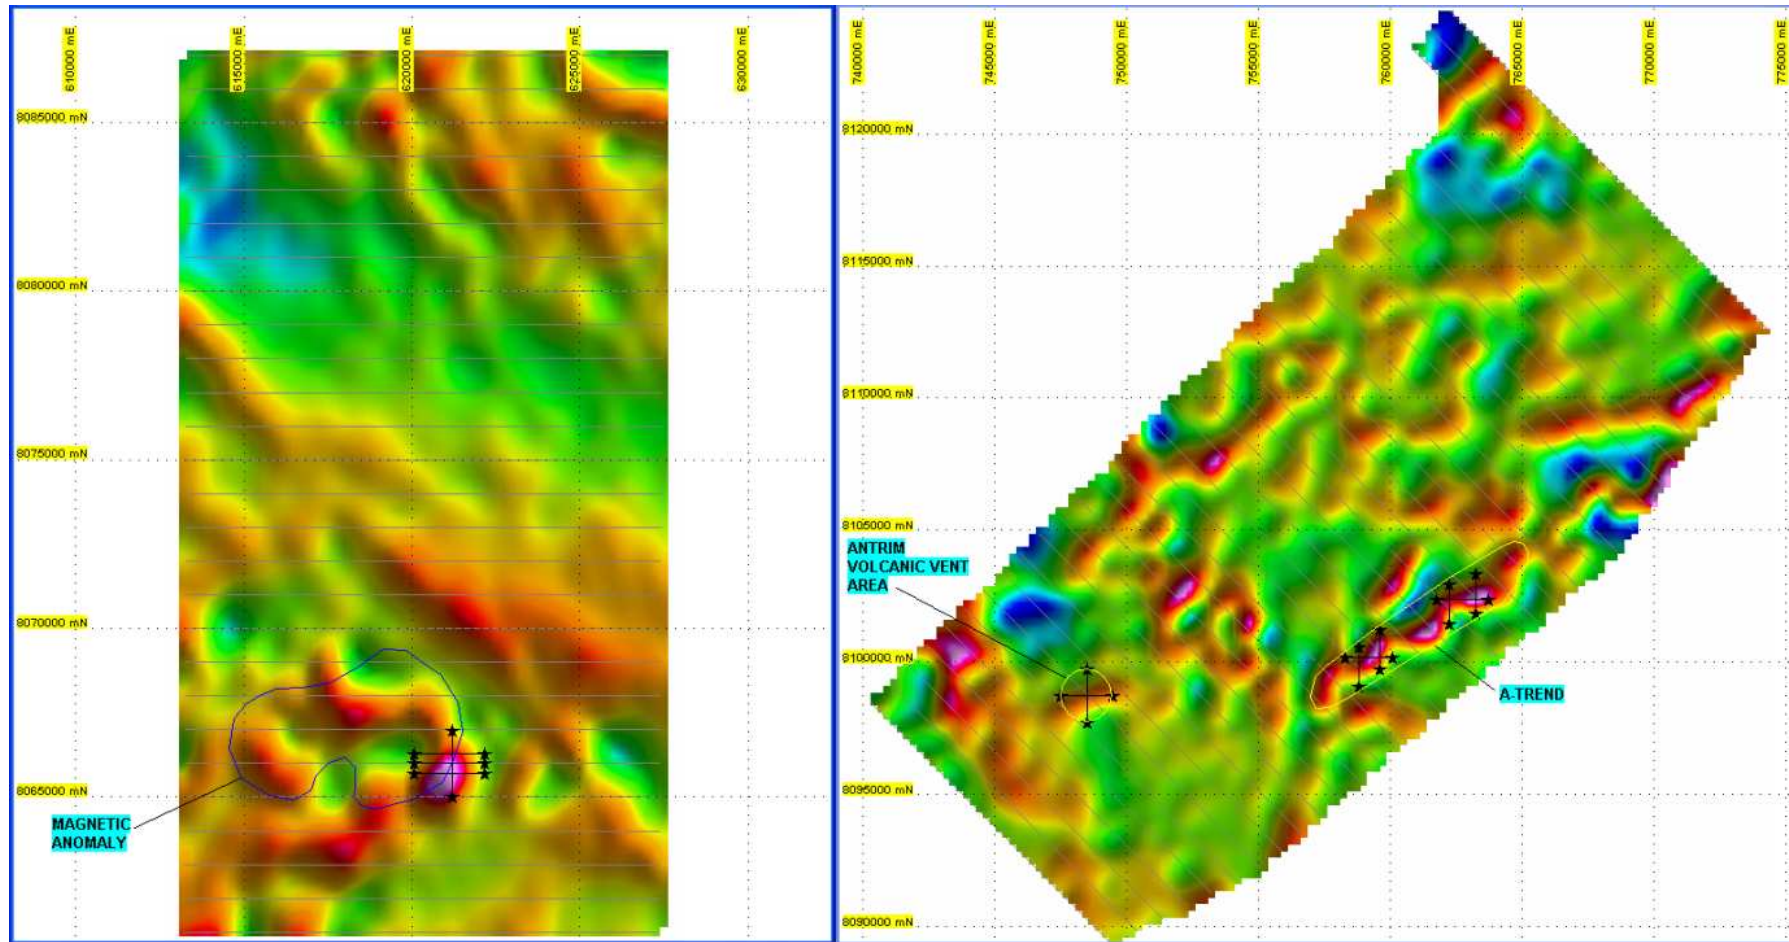 610000 mE
615000 mE
620000 mE
625000 mE
630000 mE
8085000 mN
8080000 mN
8075000 mN
8070000 mN
8065000 mN
MAGNETIC
ANOMALY
740000 mE
745000 mE
750000 mE
755000 mE
760000 mE
765000 mE
770000 mE
8120000 mN
8115000 mN
8110000 mN
8105000 mN
8100000 mN
8095000 mN
8090000 mN
ANTRIM
VOLCANIC VENT
AREA
A-TREND